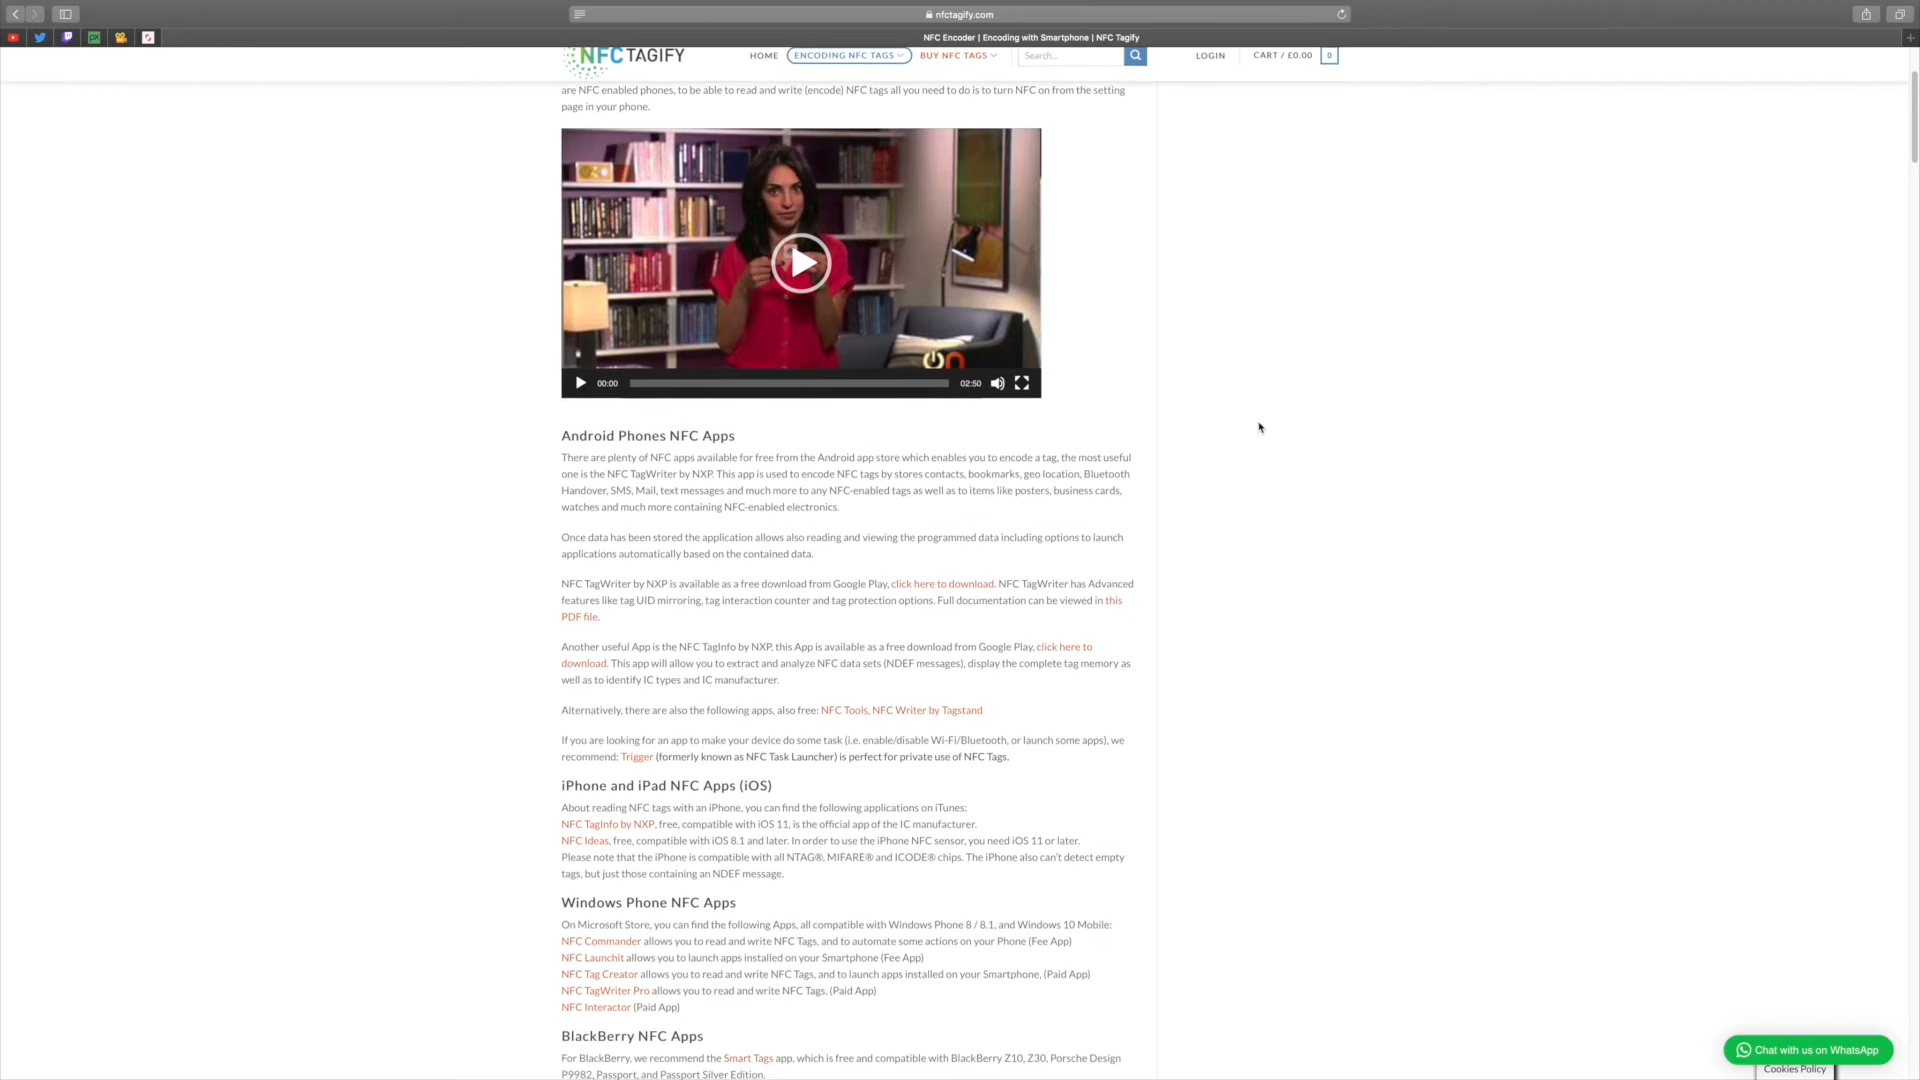 nfctagify.com
NFC Encoder | Encoding with Smartphone | NFC Tagify
NFCTAGIFY
HOME
ENCODING NFC TAGS
BUY NFC TAGS
Search...
LOGIN
CART / £0.00
0
are NFC enabled phones, to be able to read and write (encode) NFC tags all you need to do is to turn NFC on from the setting
page in your phone.
on
00:00
02:50
Android Phones NFC Apps
There are plenty of NFC apps available for free from the Android app store which enables you to encode a tag, the most useful
one is the NFC TagWriter by NXP. This app is used to encode NFC tags by stores contacts, bookmarks, geo location, Bluetooth
Handover, SMS, Mail, text messages and much more to any NFC-enabled tags as well as to items like posters, business cards,
watches and much more containing NFC-enabled electronics.
Once data has been stored the application allows also reading and viewing the programmed data including options to launch
applications automatically based on the contained data.
NFC TagWriter by NXP is available as a free download from Google Play, click here to download. NFC TagWriter has Advanced
features like tag UID mirroring, tag interaction counter and tag protection options. Full documentation can be viewed in this
PDF file.
Another useful App is the NFC TagInfo by NXP, this App is available as a free download from Google Play, click here to
download. This app will allow you to extract and analyze NFC data sets (NDEF messages), display the complete tag memory as
well as to identify IC types and IC manufacturer.
Alternatively, there are also the following apps, also free: NFC Tools, NFC Writer by Tagstand
If you are looking for an app to make your device do some task (i.e. enable/disable Wi-Fi/Bluetooth, or launch some apps), we
recommend: Trigger (formerly known as NFC Task Launcher) is perfect for private use of NFC Tags.
iPhone and iPad NFC Apps (iOS)
About reading NFC tags with an iPhone, you can find the following applications on iTunes:
NFC TagInfo by NXP, free, compatible with iOS 11, is the official app of the IC manufacturer.
NFC Ideas, free, compatible with iOS 8.1 and later. In order to use the iPhone NFC sensor, you need iOS 11 or later.
Please note that the iPhone is compatible with all NTAG®, MIFARE® and ICODE® chips. The iPhone also can't detect empty
tags, but just those containing an NDEF message.
Windows Phone NFC Apps
On Microsoft Store, you can find the following Apps, all compatible with Windows Phone 8 / 8.1, and Windows 10 Mobile:
NFC Commander allows you to read and write NFC Tags, and to automate some actions on your Phone (Fee App)
NFC Launchit allows you to launch apps installed on your Smartphone (Fee App)
NFC Tag Creator allows you to read and write NFC Tags, and to launch apps installed on your Smartphone, (Paid App)
NFC TagWriter Pro allows you to read and write NFC Tags, (Paid App)
NFC Interactor (Paid App)
BlackBerry NFC Apps
For BlackBerry, we recommend the Smart Tags app, which is free and compatible with BlackBerry Z10, Z30, Porsche Design
P9982, Passport, and Passport Silver Edition.
Chat with us on WhatsApp
Cookies Policy